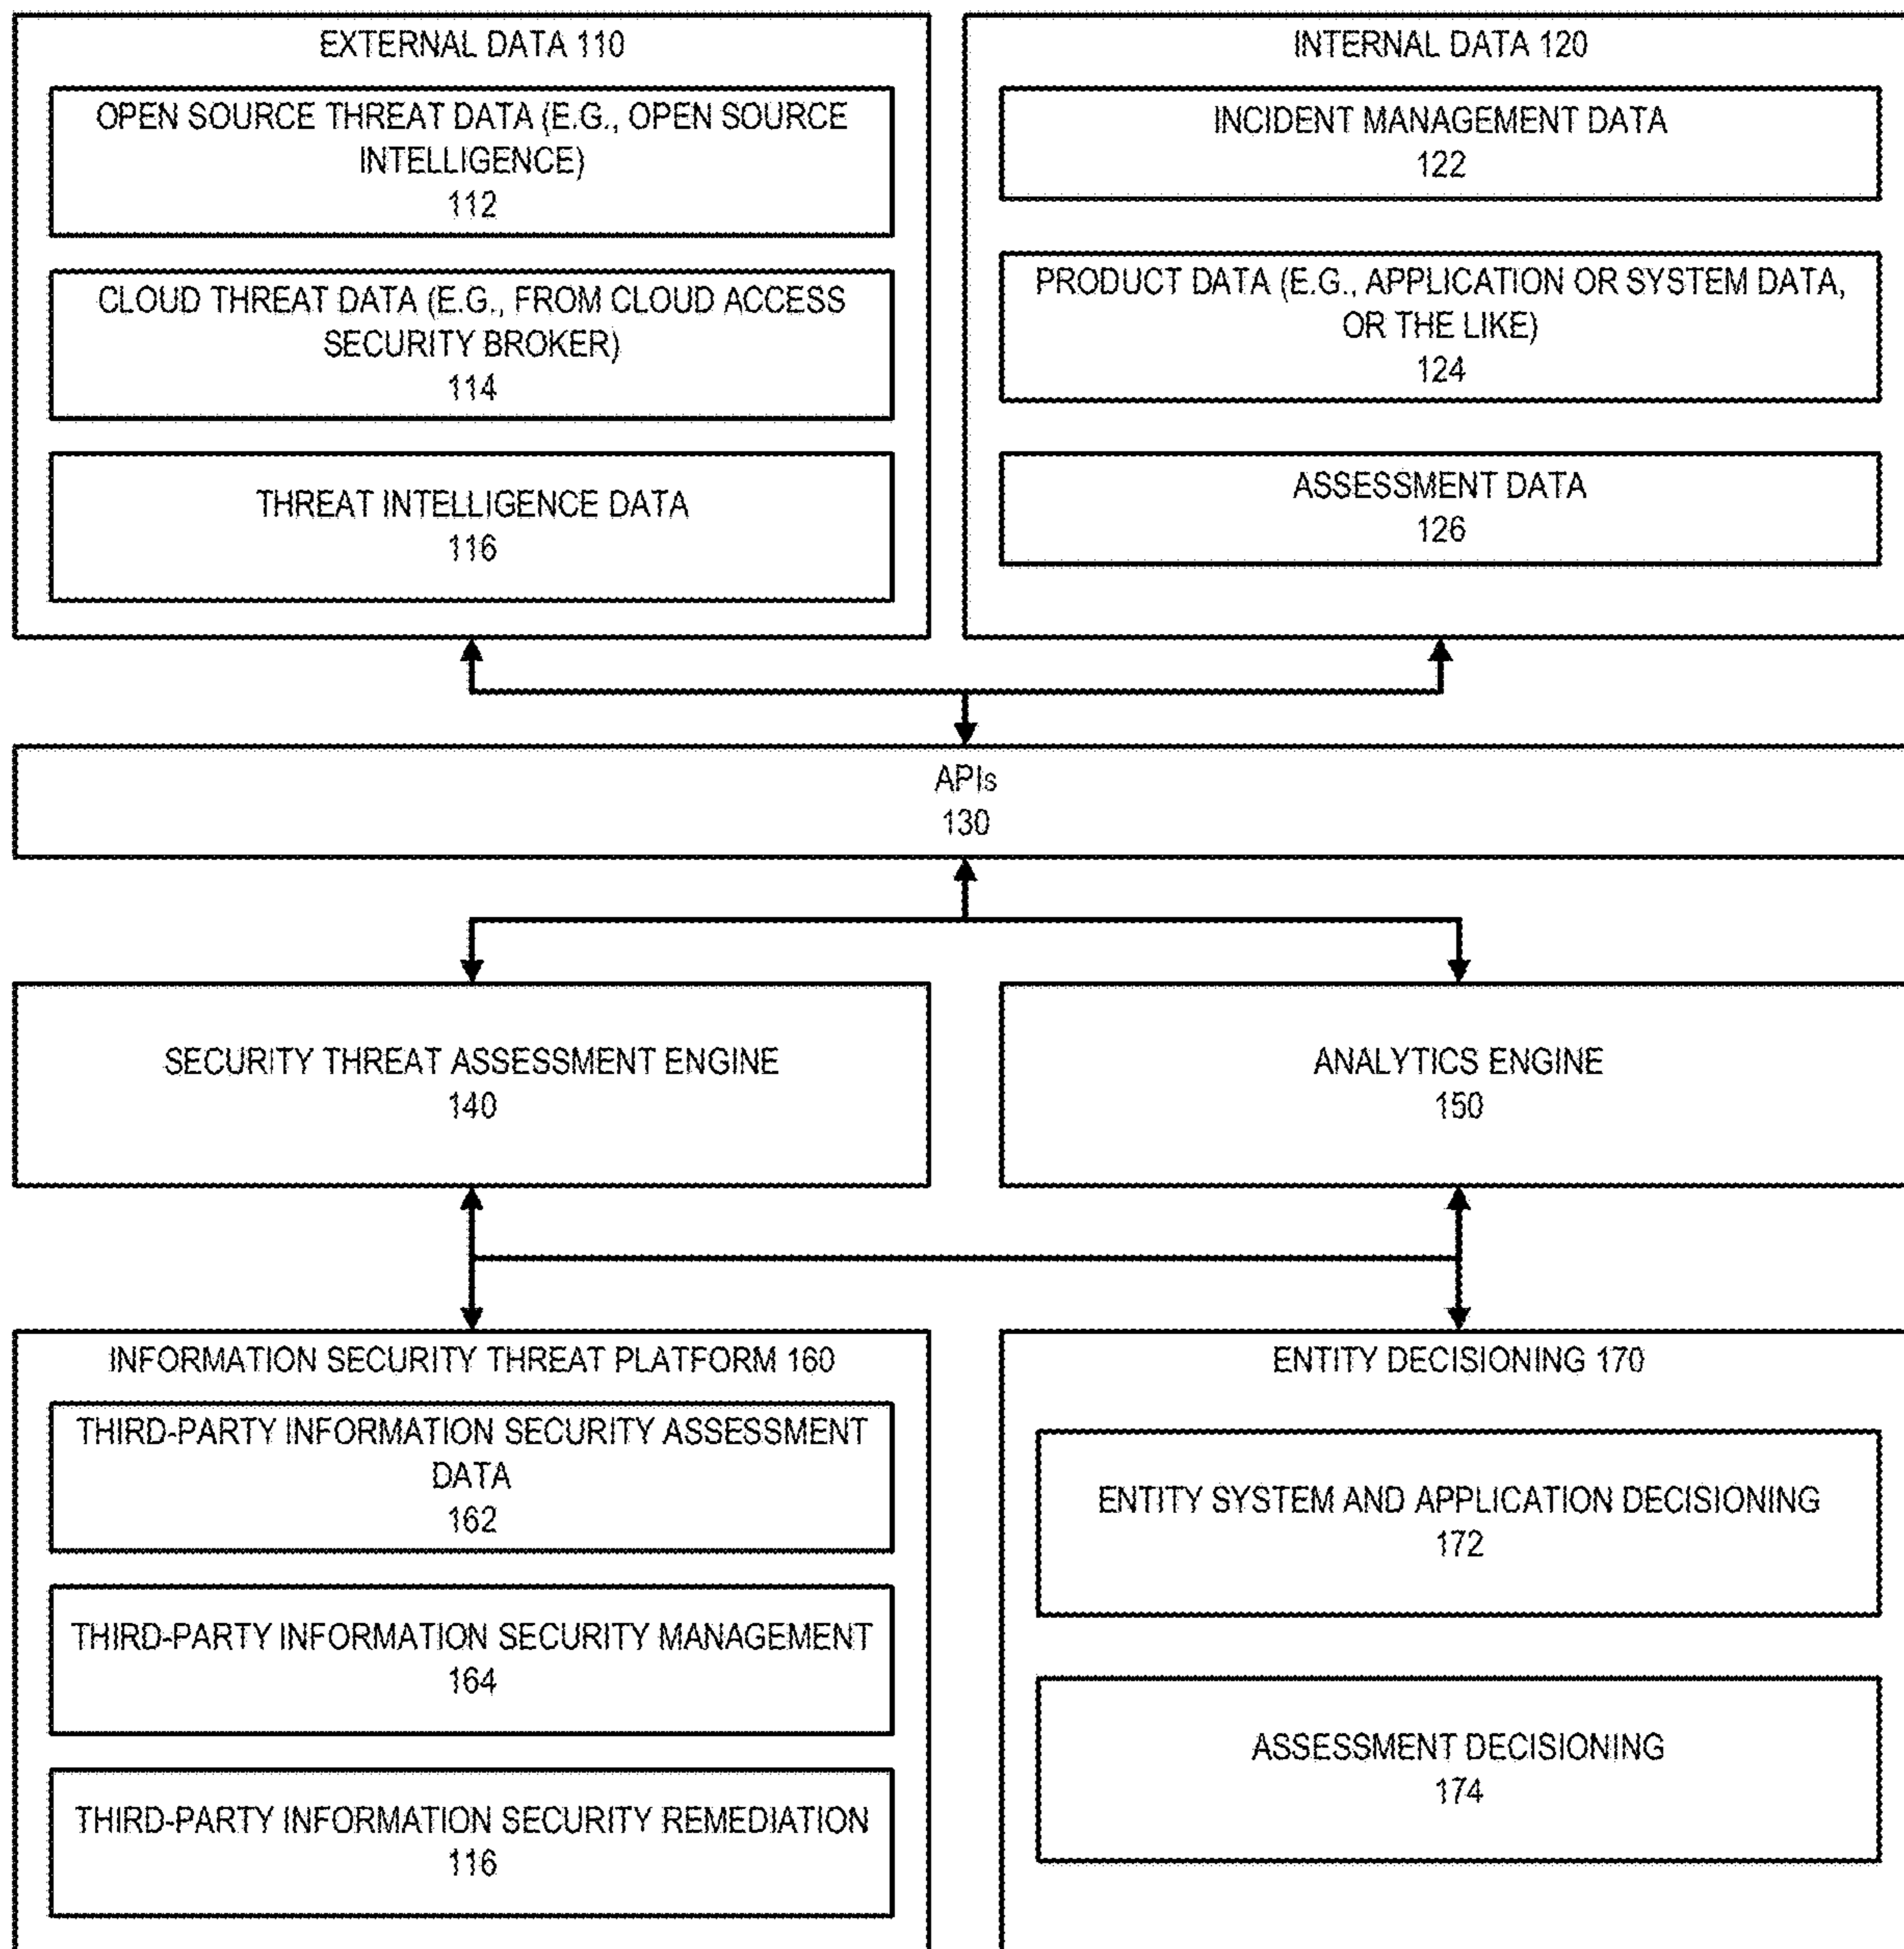 EXTERNAL DATA 110
OPEN SOURCE THREAT DATA (E.G., OPEN SOURCE
INTELLIGENCE)
112
CLOUD THREAT DATA (E.G., FROM CLOUD ACCESS
SECURITY BROKER)
114
THREAT INTELLIGENCE DATA
116
INTERNAL DATA 120
INCIDENT MANAGEMENT DATA
122
PRODUCT DATA (E.G., APPLICATION OR SYSTEM DATA,
OR THE LIKE)
124
ASSESSMENT DATA
126
APIs
130
SECURITY THREAT ASSESSMENT ENGINE
140
ANALYTICS ENGINE
150
INFORMATION SECURITY THREAT PLATFORM 160
THIRD-PARTY INFORMATION SECURITY ASSESSMENT
DATA
162
THIRD-PARTY INFORMATION SECURITY MANAGEMENT
164
THIRD-PARTY INFORMATION SECURITY REMEDIATION
116
ENTITY DECISIONING 170
ENTITY SYSTEM AND APPLICATION DECISIONING
172
ASSESSMENT DECISIONING
174